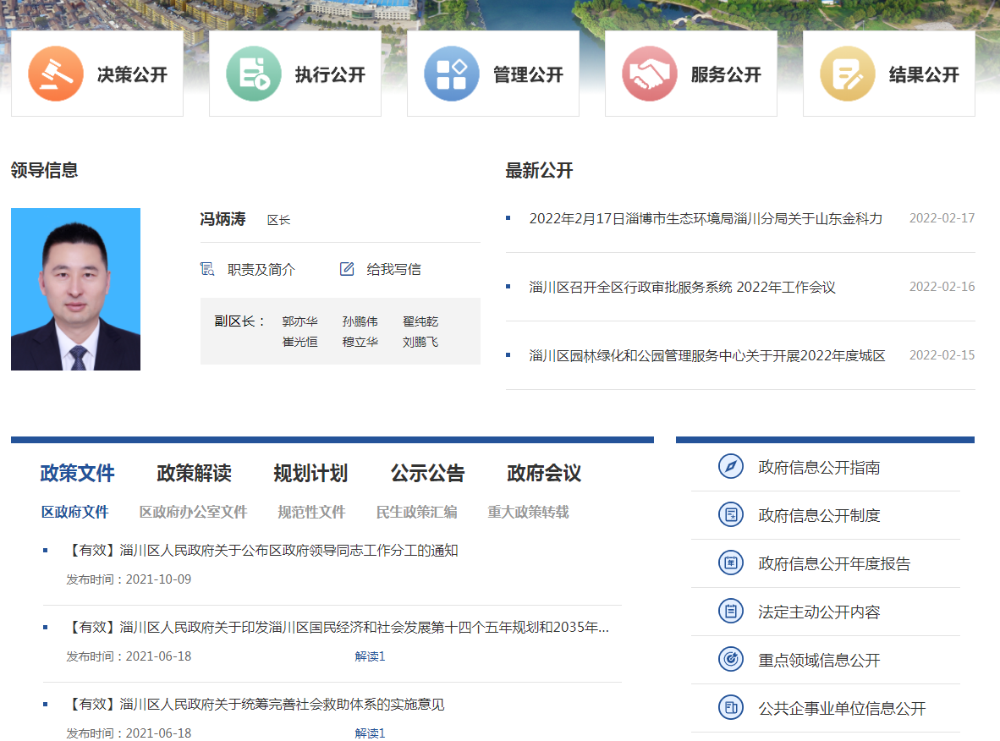 决策公开
执行公开
管理公开
服务公开
结果公开
领导信息
冯炳涛 区长
职责及简介 给我写信
副区长： 郭亦华 孙鹏伟 翟纯乾
崔光恒 穆立华 刘鹏飞
最新公开
2022年2月17日淄博市生态环境局淄川分局关于山东金科力 2022-02-17
淄川区召开全区行政审批服务系统 2022年工作会议 2022-02-16
淄川区园林绿化和公园管理服务中心关于开展2022年度城区 2022-02-15
政策文件 政策解读 规划计划 公示公告 政府会议
区政府文件 区政府办公室文件 规范性文件 民生政策汇编 重大政策转载
【有效】淄川区人民政府关于公布区政府领导同志工作分工的通知
发布时间：2021-10-09
【有效】淄川区人民政府关于印发淄川区国民经济和社会发展第十四个五年规划和2035年...
发布时间：2021-06-18 解读1
【有效】淄川区人民政府关于统筹完善社会救助体系的实施意见
发布时间：2021-06-18 解读1
政府信息公开指南
政府信息公开制度
年 政府信息公开年度报告
法定主动公开内容
重点领域信息公开
公共企事业单位信息公开